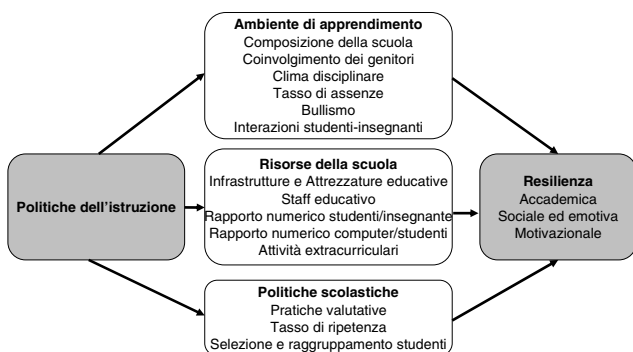 Ambiente di apprendimento
Composizione della scuola
Coinvolgimento dei genitori
Clima disciplinare
Tasso di assenze
Bullismo
Interazioni studenti-insegnanti
Politiche dell'istruzione
Risorse della scuola
Infrastrutture e Attrezzature educative
Staff educativo
Rapporto numerico studenti/insegnante
Rapporto numerico computer/studenti
Attività extracurriculari
Resilienza
Accademica
Sociale ed emotiva
Motivazionale
Politiche scolastiche
Pratiche valutative
Tasso di ripetenza
Selezione e raggruppamento studenti